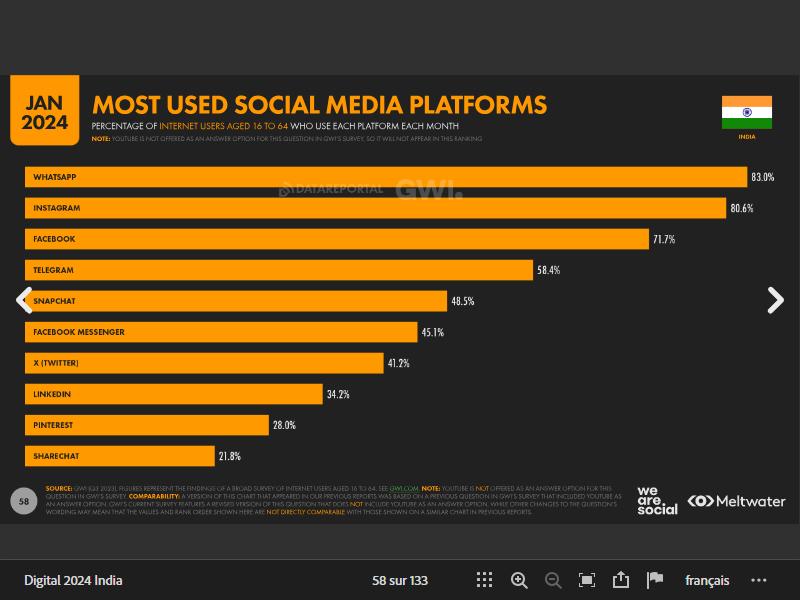 JAN
2024
MOST USED SOCIAL MEDIA PLATFORMS
PERCENTAGE OF INTERNET USERS AGED 16 TO 64 WHO USE EACH PLATFORM EACH MONTH
NOTE: YOUTUBE IS NOT OFFERED AS AN ANSWER OPTION FOR THIS QUESTION IN GWI'S SURVEY, SO IT WILL NOT APPEAR IN THIS RANKING
INDIA
WHATSAPP 83.0%
DATAREPORTAL GWI.
INSTAGRAM 80.6%
FACEBOOK 71.7%
TELEGRAM 58.4%
SNAPCHAT 48.5%
FACEBOOK MESSENGER 45.1%
X (TWITTER) 41.2%
LINKEDIN 34.2%
PINTEREST 28.0%
SHARECHAT 21.8%
58
SOURCE: GWI (Q3 2023). FIGURES REPRESENT THE FINDINGS OF A BROAD SURVEY OF INTERNET USERS AGED 16 TO 64. SEE GWI.COM. NOTE: YOUTUBE IS NOT OFFERED AS AN ANSWER OPTION FOR THIS
QUESTION IN GWI'S SURVEY. COMPARABILITY: A VERSION OF THIS CHART THAT APPEARED IN OUR PREVIOUS REPORTS WAS BASED ON A PREVIOUS QUESTION IN GWI'S SURVEY THAT INCLUDED YOUTUBE AS
AN ANSWER OPTION. GWI'S CURRENT SURVEY FEATURES A REVISED VERSION OF THIS QUESTION THAT DOES NOT INCLUDE YOUTUBE AS AN ANSWER OPTION, WHILE OTHER CHANGES TO THE QUESTION'S
WORDING MAY MEAN THAT THE VALUES AND RANK ORDER SHOWN HERE ARE NOT DIRECTLY COMPARABLE WITH THOSE SHOWN ON A SIMILAR CHART IN PREVIOUS REPORTS.
we
are.
social
Meltwater
Digital 2024 India
58 sur 133
français